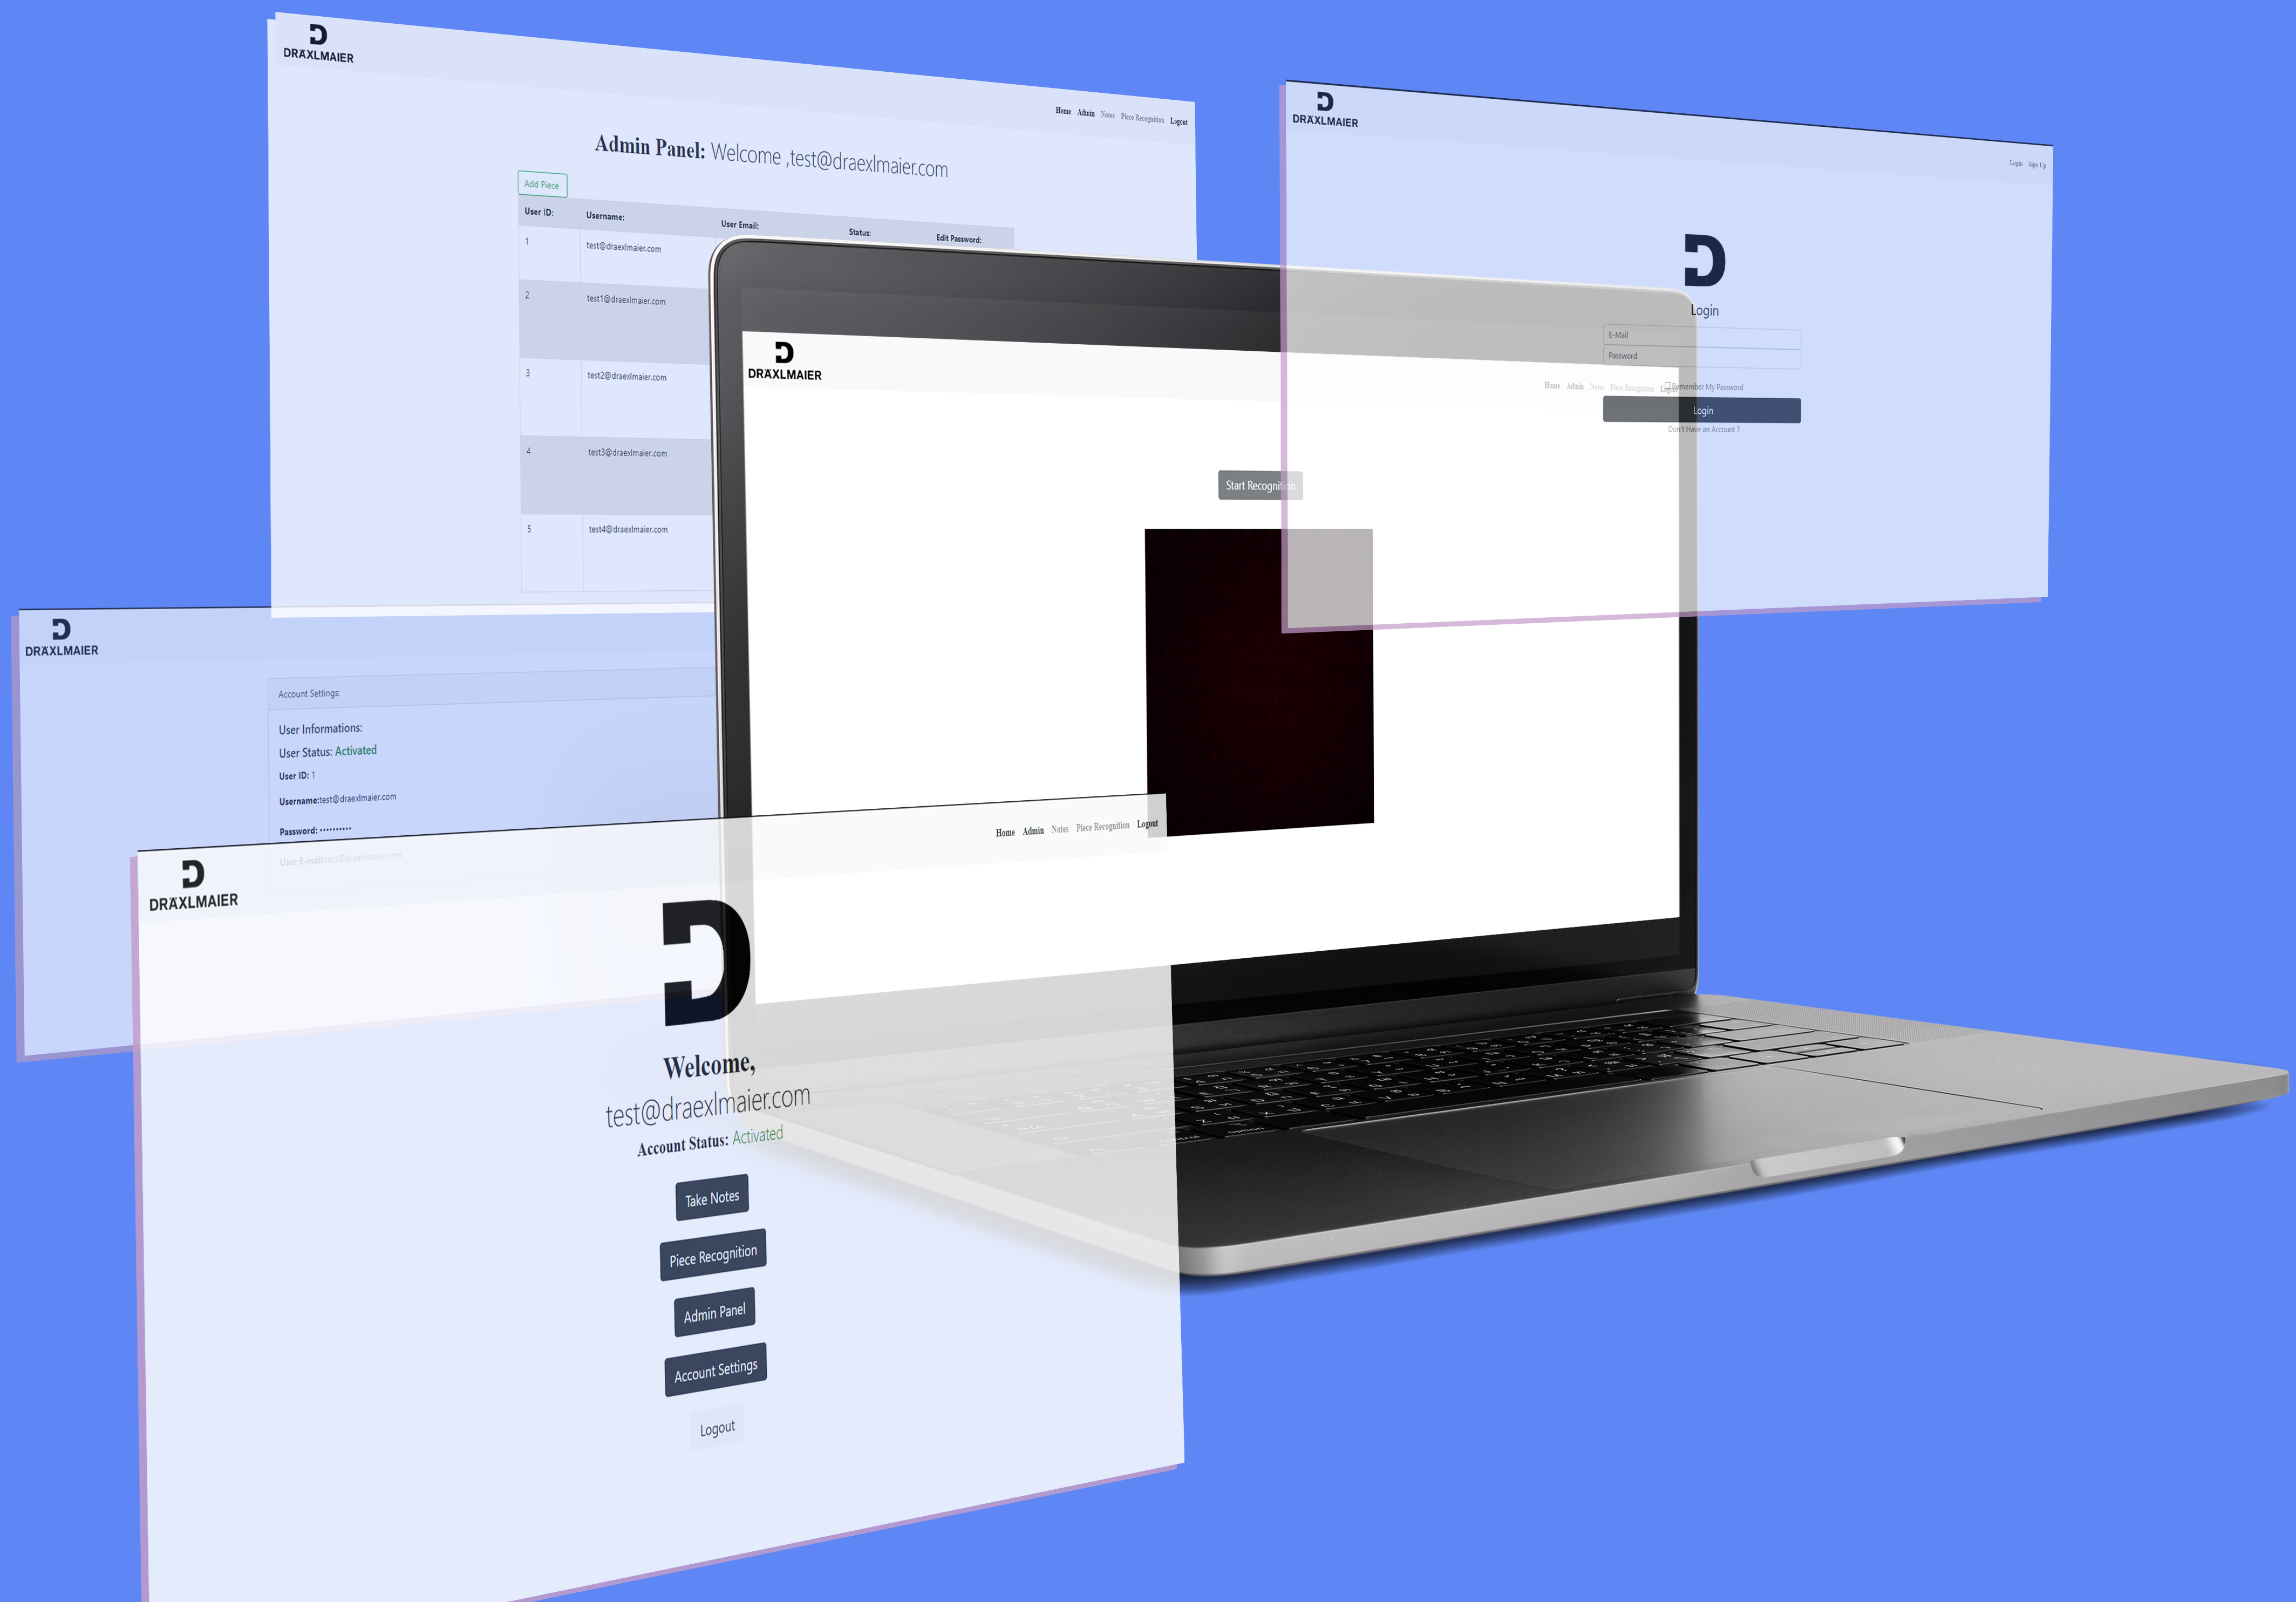 DRÄXLMAIER
Home Admin Notes Piece Recognition Logout
Admin Panel: Welcome ,test@draexlmaier.com
Add Piece
User ID: Username: User Email: Status: Edit Password:
1 test@draexlmaier.com
2 test1@draexlmaier.com
3 test2@draexlmaier.com
4 test3@draexlmaier.com
5 test4@draexlmaier.com
DRÄXLMAIER
Login Sign Up
Login
E-Mail
Password
Remember My Password
Login
Don't Have an Account ?
DRÄXLMAIER
Home Admin Notes Piece Recognition
Start Recognition
DRÄXLMAIER
Account Settings:
User Informations:
User Status: Activated
User ID: 1
Username:test@draexlmaier.com
Password: ••••••••••
User E-mail:test@draexlmaier.com
DRÄXLMAIER
Home Admin Notes Piece Recognition Logout
Welcome,
test@draexlmaier.com
Account Status: Activated
Take Notes
Piece Recognition
Admin Panel
Account Settings
Logout
control option